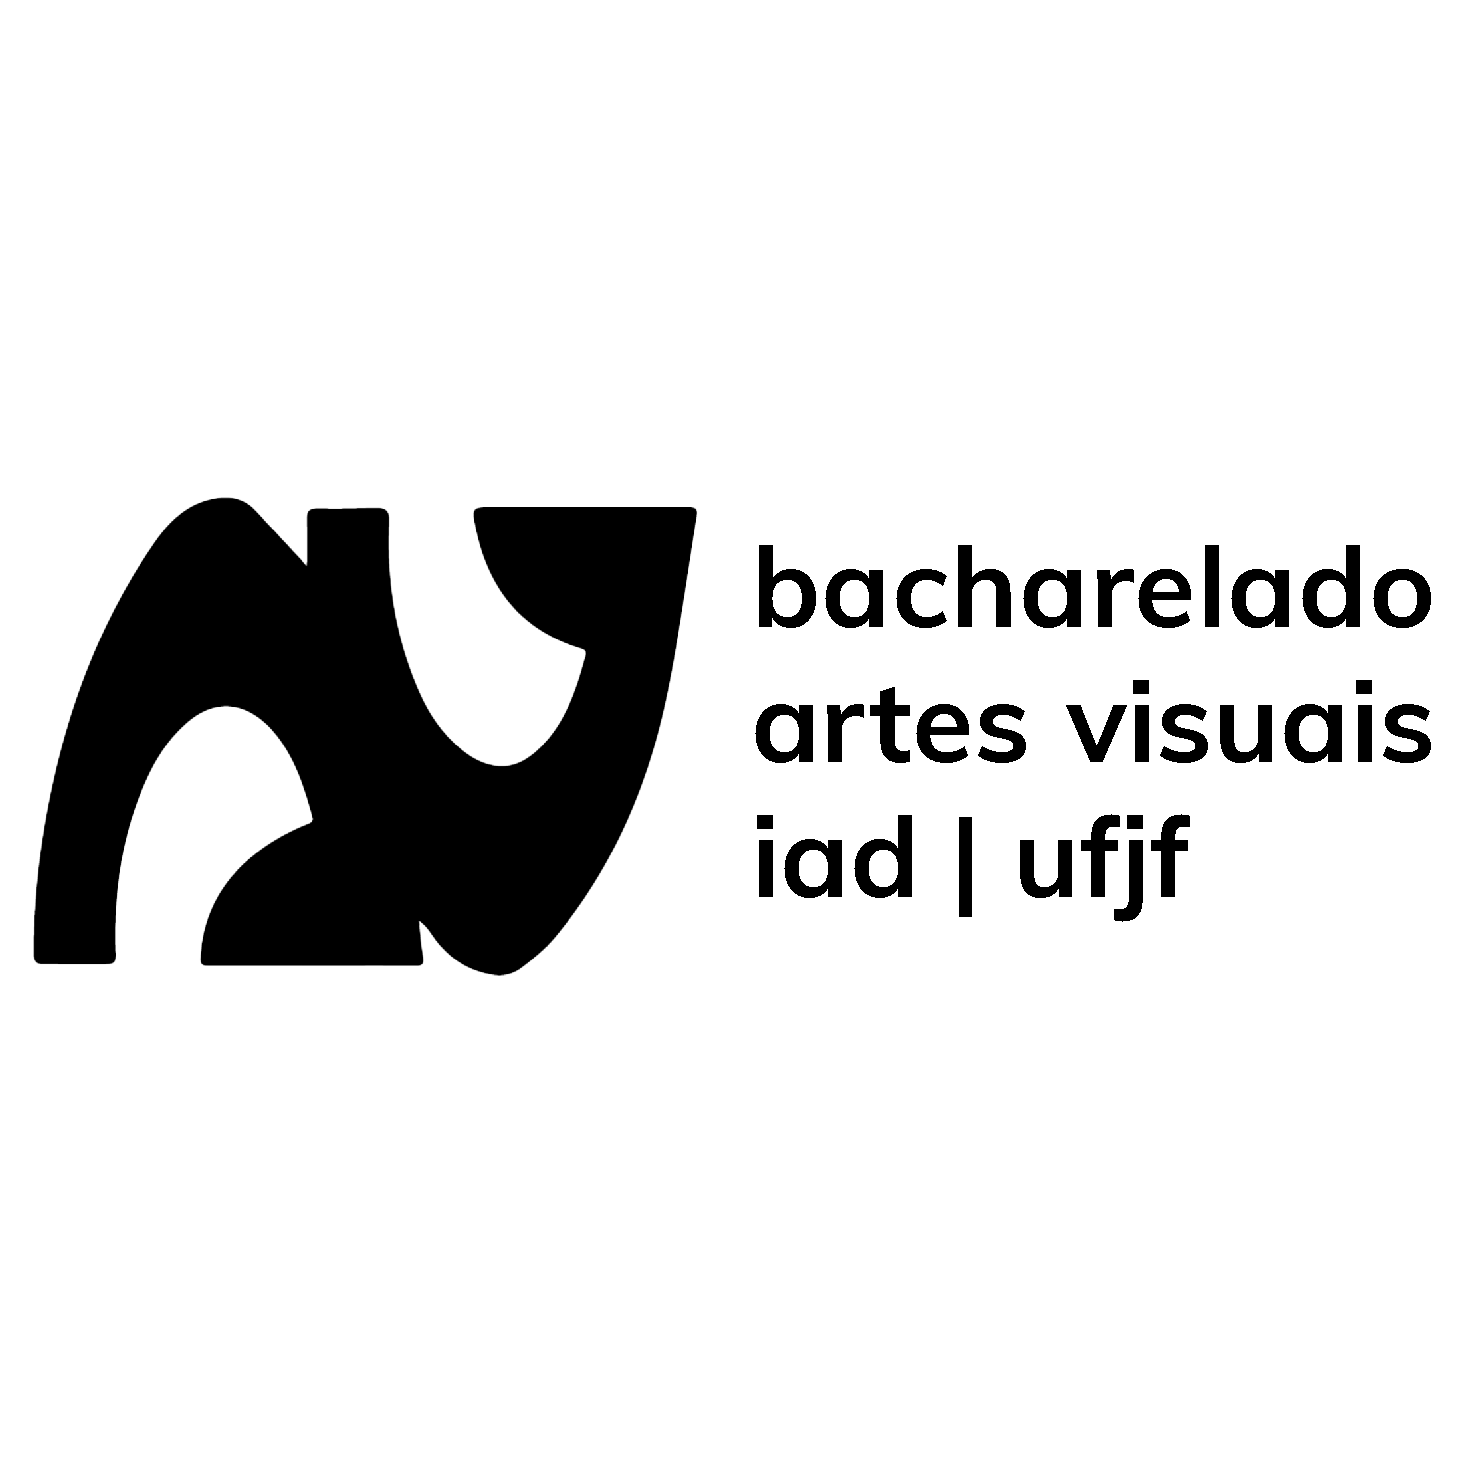 bacharelado
artes visuais
iad | ufjf